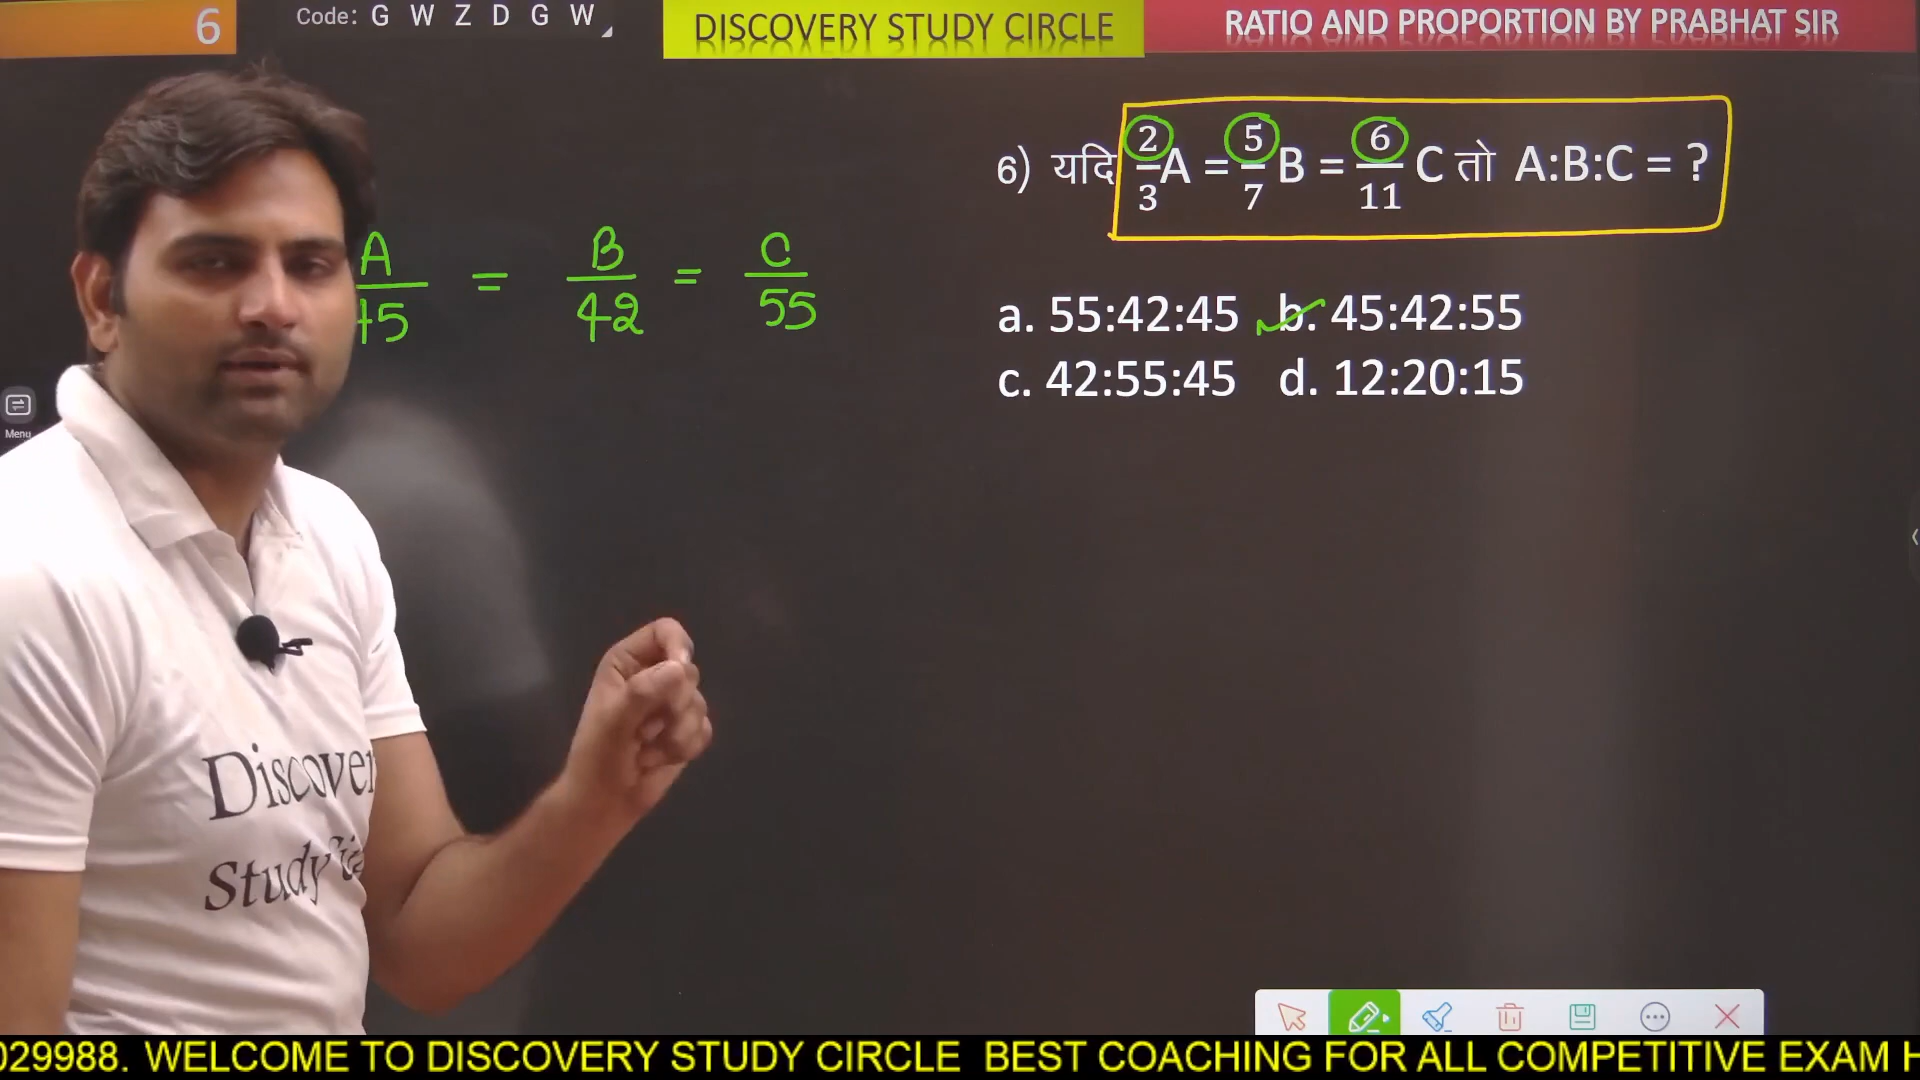 6
Code: G W Z D G W
DISCOVERY STUDY CIRCLE
RATIO AND PROPORTION BY PRABHAT SIR
6) यदि 2/3 A = 5/7 B = 6/11 C तो A:B:C = ?
A/45 = B/42 = C/55
a. 55:42:45 b. 45:42:55
c. 42:55:45 d. 12:20:15
Menu
Discover
Study
029988. WELCOME TO DISCOVERY STUDY CIRCLE BEST COACHING FOR ALL COMPETITIVE EXAM H